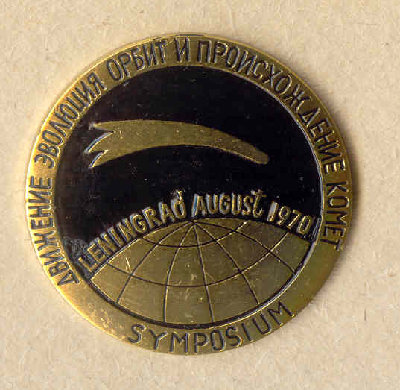 ДВИЖЕНИЕ ЭВОЛЮЦИЯ ОРБИТ И ПРОИСХОЖДЕНИЕ КОМЕТ
LENINGRAD AUGUST 1970
SYMPOSIUM